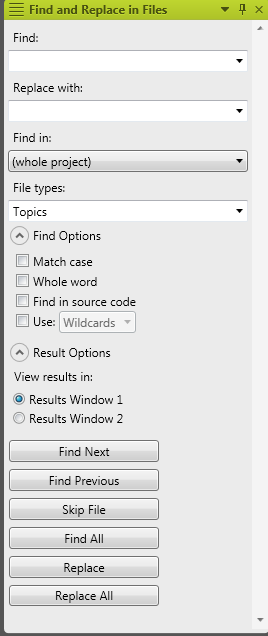 Find and Replace in Files
Find:
Replace with:
Find in:
(whole project)
File types:
Topics
Find Options
Match case
Whole word
Find in source code
Use: Wildcards
Result Options
View results in:
Results Window 1
Results Window 2
Find Next
Find Previous
Skip File
Find All
Replace
Replace All